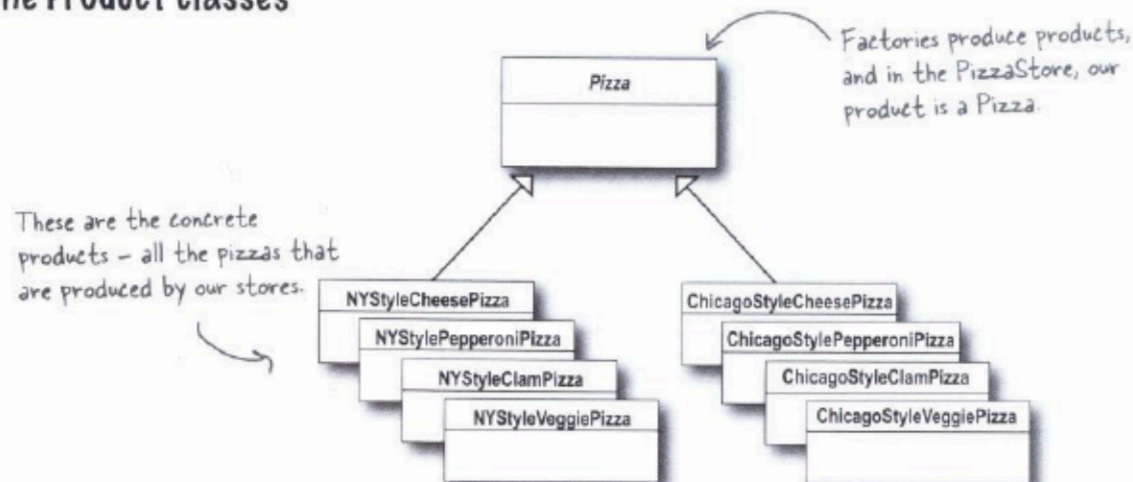 Product classes
Factories produce products,
and in the PizzaStore, our
product is a Pizza.
Pizza
These are the concrete
products – all the pizzas that
are produced by our stores.
NYStyleCheesePizza
NYStylePepperoniPizza
NYStyleClamPizza
NYStyleVeggiePizza
ChicagoStyleCheesePizza
ChicagoStylePepperoniPizza
ChicagoStyleClamPizza
ChicagoStyleVeggiePizza